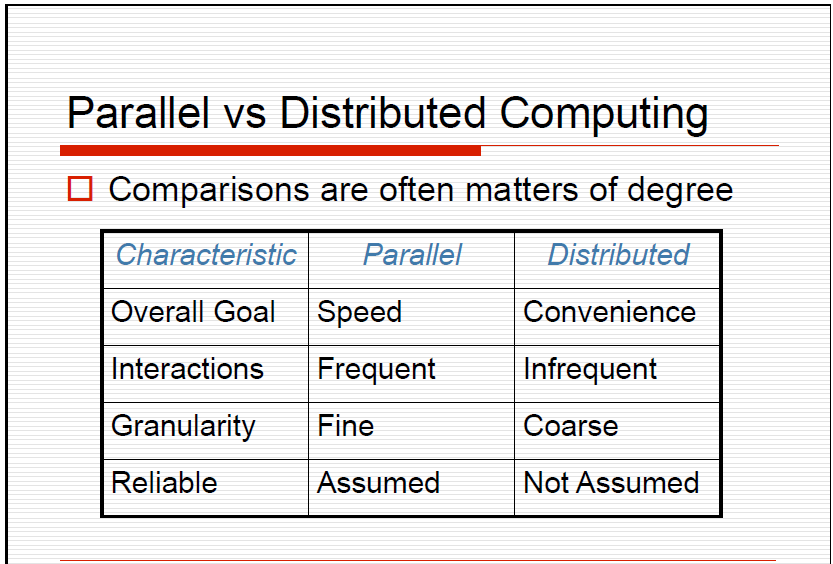 Parallel vs Distributed Computing
Comparisons are often matters of degree
Characteristic Parallel Distributed
Overall Goal Speed Convenience
Interactions Frequent Infrequent
Granularity Fine Coarse
Reliable Assumed Not Assumed